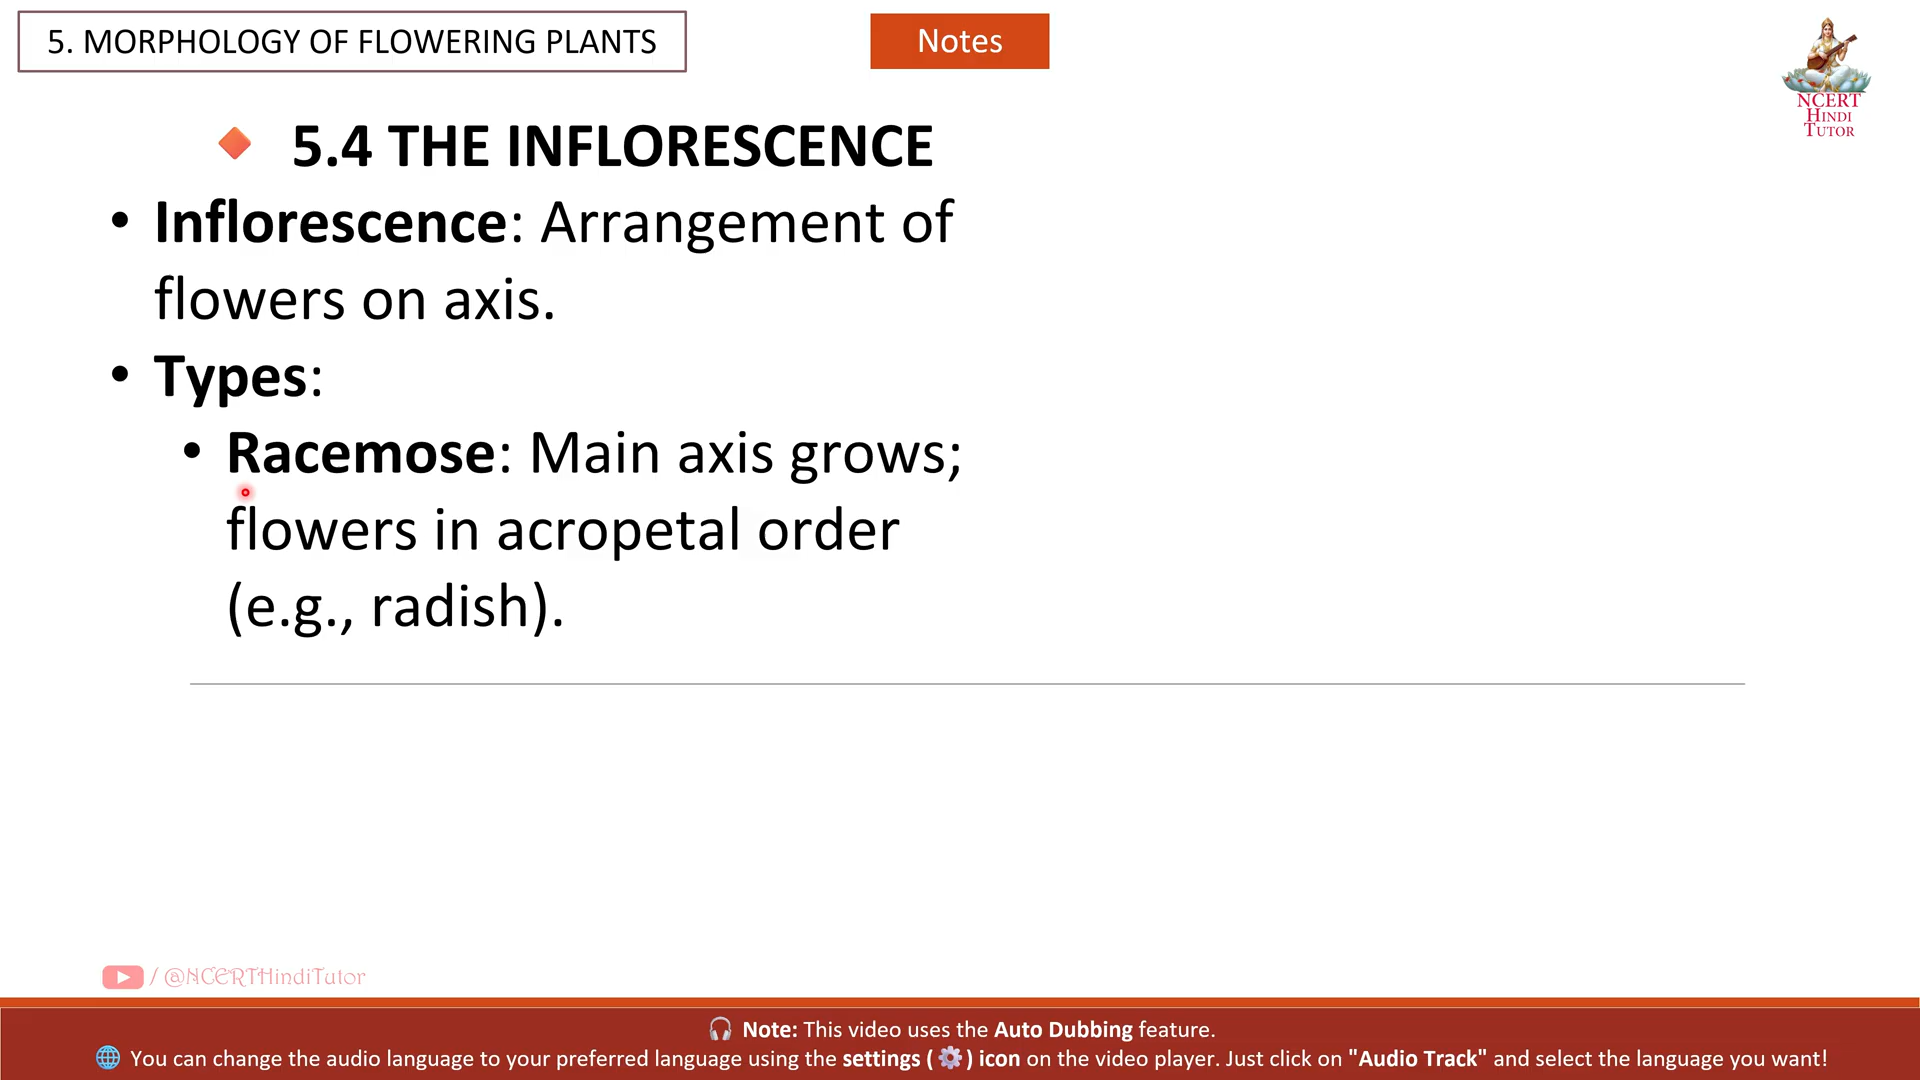 5. MORPHOLOGY OF FLOWERING PLANTS
Notes
NCERT
HINDI
TUTOR
5.4 THE INFLORESCENCE
• Inflorescence: Arrangement of
flowers on axis.
• Types:
• Racemose: Main axis grows;
flowers in acropetal order
(e.g., radish).
/ @NCERTHindiTutor
Note: This video uses the Auto Dubbing feature.
You can change the audio language to your preferred language using the settings ( ) icon on the video player. Just click on "Audio Track" and select the language you want!